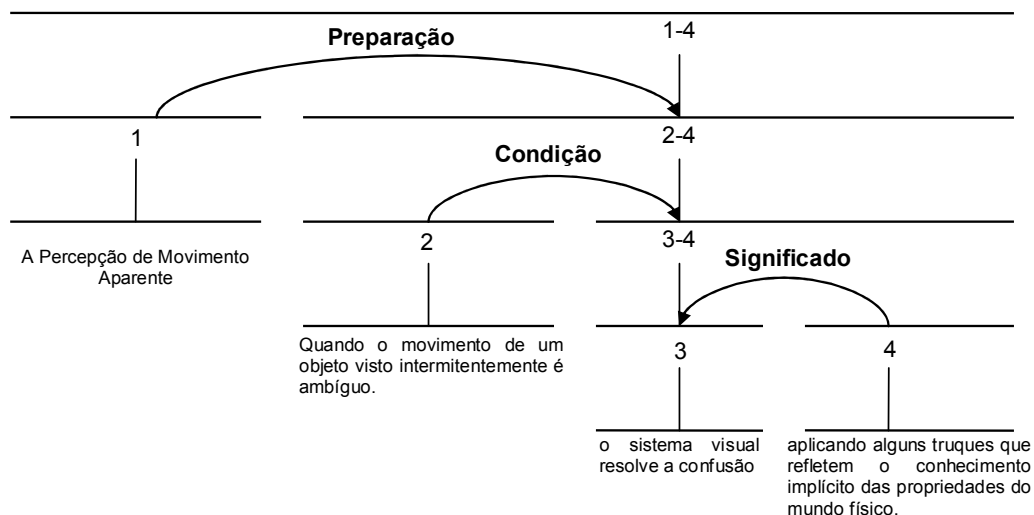 Preparação
1-4
1
2-4
Condição
A Percepção de Movimento
Aparente
2
3-4
Significado
Quando o movimento de um
objeto visto intermitentemente é
ambíguo.
3
4
o sistema visual
resolve a confusão
aplicando alguns truques que
refletem o conhecimento
implícito das propriedades do
mundo físico.